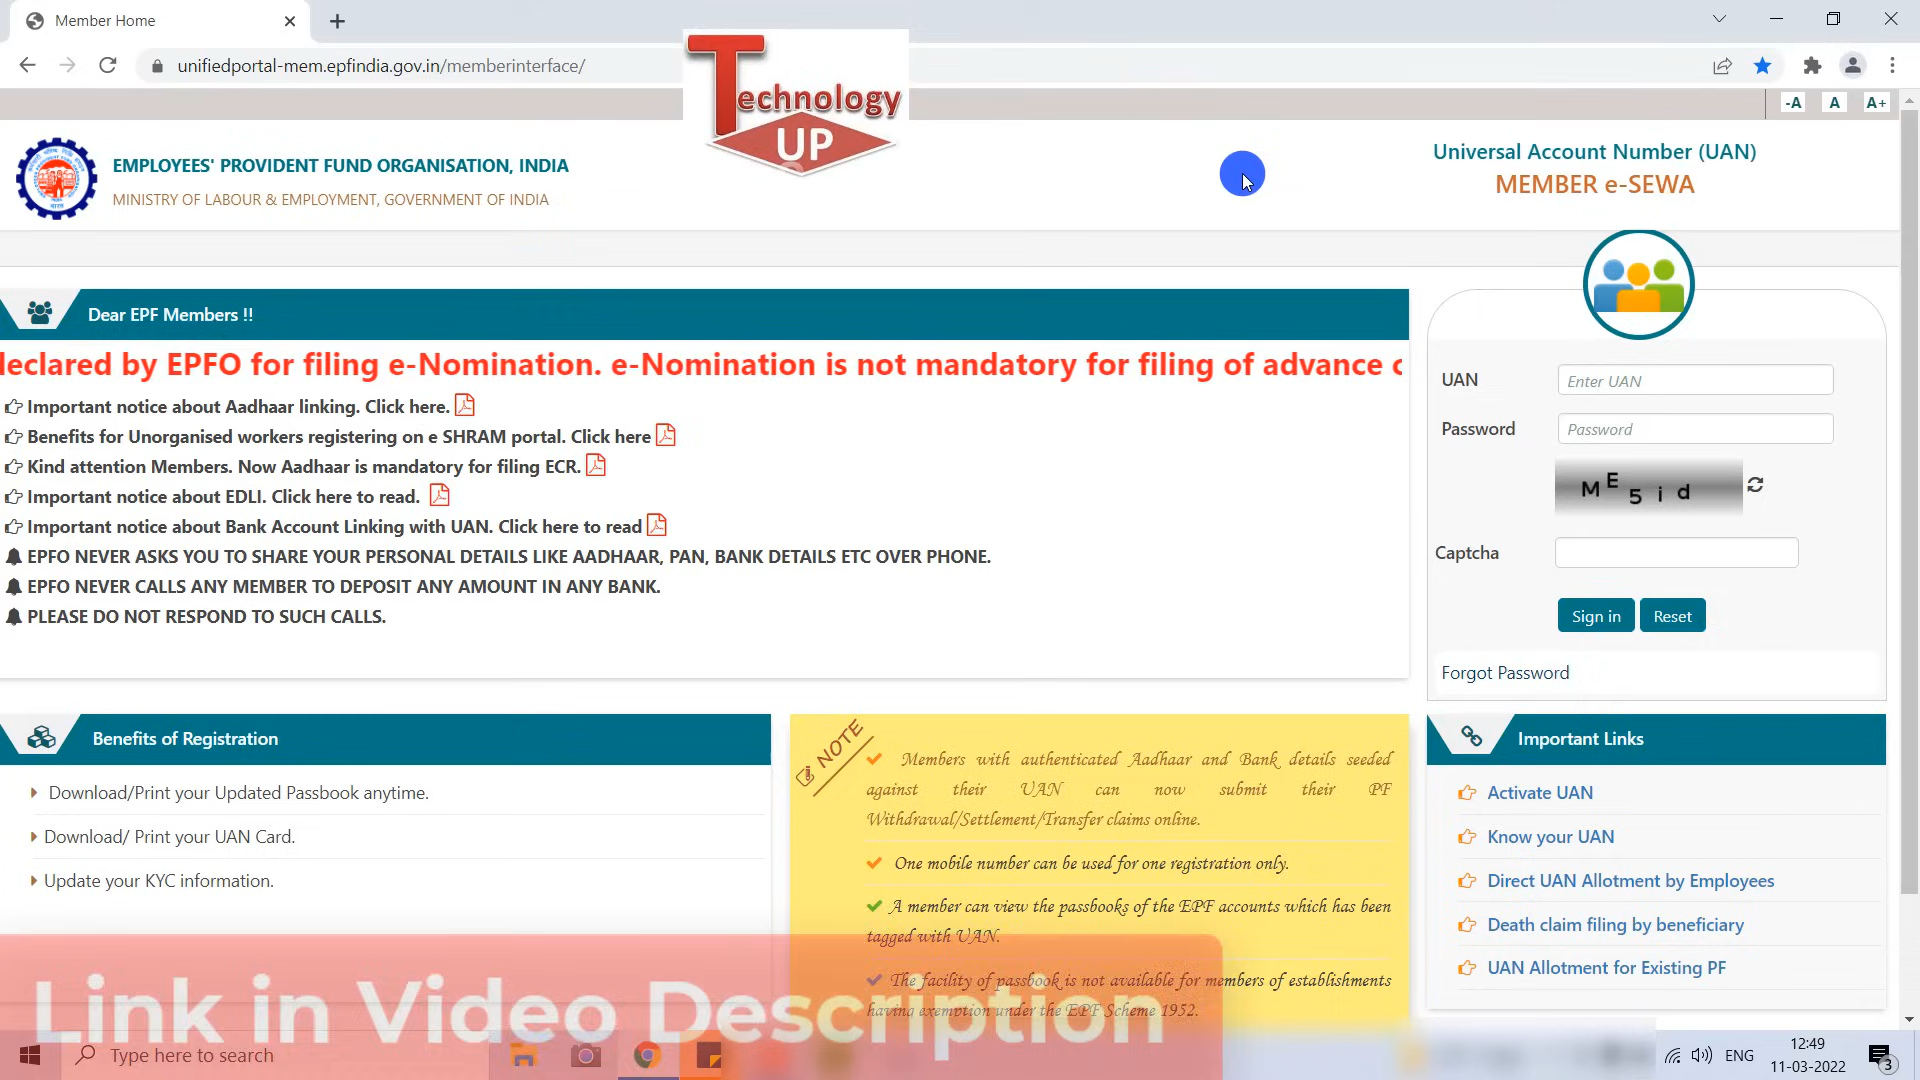 Member Home
unifiedportal-mem.epfindia.gov.in/memberinterface/
Technology
UP
-A A A+
EMPLOYEES' PROVIDENT FUND ORGANISATION, INDIA
MINISTRY OF LABOUR & EMPLOYMENT, GOVERNMENT OF INDIA
Universal Account Number (UAN)
MEMBER e-SEWA
Dear EPF Members !!
declared by EPFO for filing e-Nomination. e-Nomination is not mandatory for filing of advance c
Important notice about Aadhaar linking. Click here.
Benefits for Unorganised workers registering on e SHRAM portal. Click here
Kind attention Members. Now Aadhaar is mandatory for filing ECR.
Important notice about EDLI. Click here to read.
Important notice about Bank Account Linking with UAN. Click here to read
EPFO NEVER ASKS YOU TO SHARE YOUR PERSONAL DETAILS LIKE AADHAAR, PAN, BANK DETAILS ETC OVER PHONE.
EPFO NEVER CALLS ANY MEMBER TO DEPOSIT ANY AMOUNT IN ANY BANK.
PLEASE DO NOT RESPOND TO SUCH CALLS.
UAN Enter UAN
Password Password
ME5id
Captcha
Sign in Reset
Forgot Password
Benefits of Registration
Download/Print your Updated Passbook anytime.
Download/ Print your UAN Card.
Update your KYC information.
NOTE
Members with authenticated Aadhaar and Bank details seeded
against their UAN can now submit their PF
Withdrawal/Settlement/Transfer claims online.
One mobile number can be used for one registration only.
A member can view the passbooks of the EPF accounts which has been
tagged with UAN.
The facility of passbook is not available for members of establishments
having exemption under the EPF Scheme 1952.
Important Links
Activate UAN
Know your UAN
Direct UAN Allotment by Employees
Death claim filing by beneficiary
UAN Allotment for Existing PF
Link in Video Description
Type here to search
ENG
12:49
11-03-2022
3